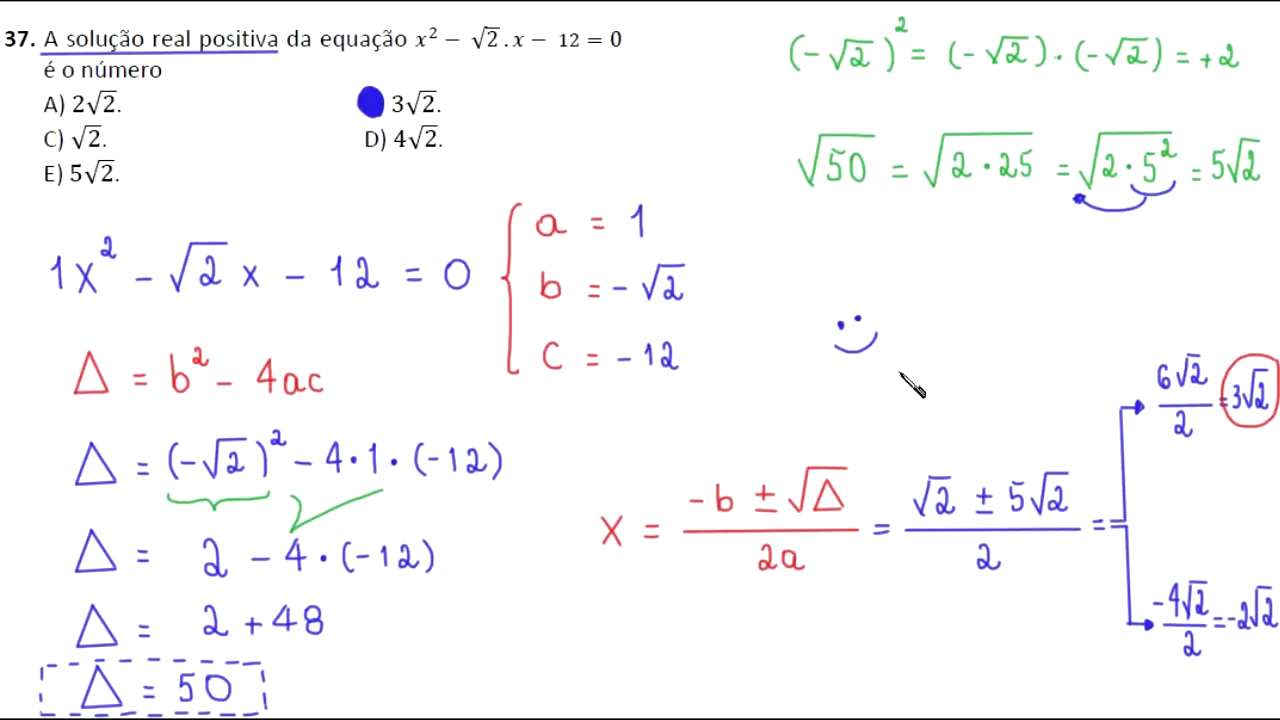 37. A solução real positiva da equação x² − √2 . x − 12 = 0
é o número
A) 2√2.
3√2.
C) √2.
D) 4√2.
E) 5√2.
(−√2)² = (−√2) · (−√2) = +2
√50 = √2·25 = √2·5² = 5√2
1x² − √2 x − 12 = 0
a = 1
b = −√2
c = −12
Δ = b² − 4ac
Δ = (−√2)² − 4·1·(−12)
Δ = 2 − 4·(−12)
Δ = 2 + 48
Δ = 50
x = −b ± √Δ / 2a = √2 ± 5√2 / 2 =
6√2 / 2 = 3√2
−4√2 / 2 = −2√2